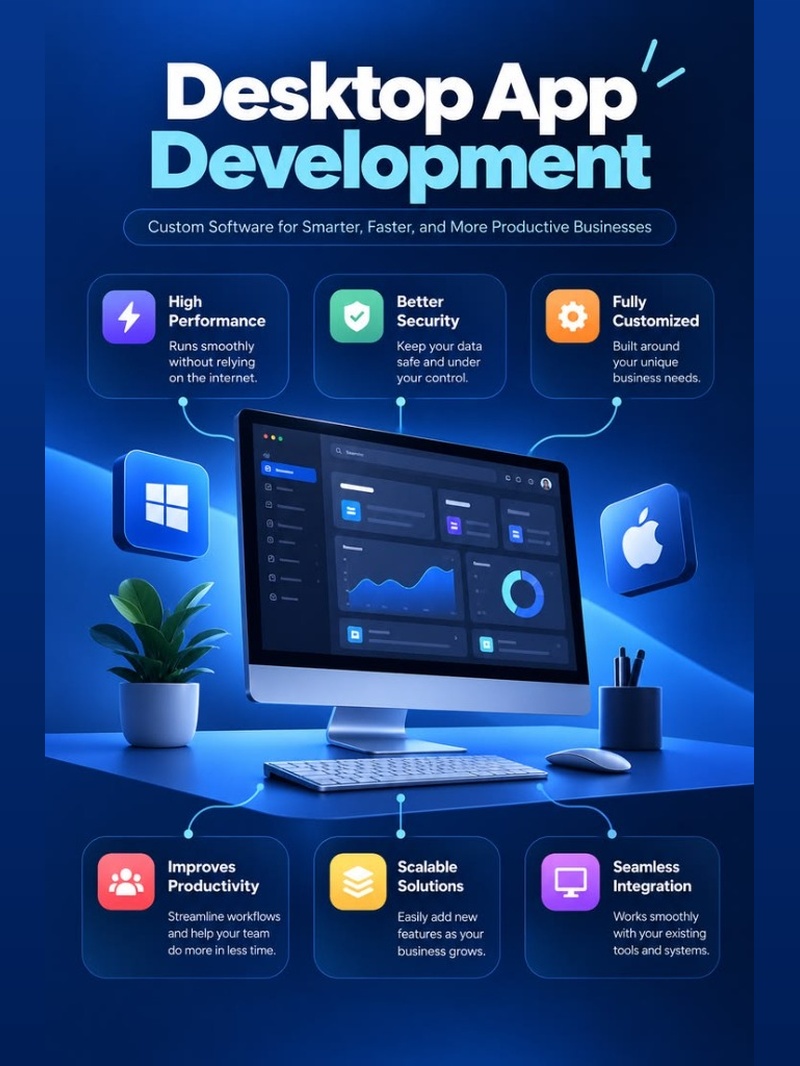 Desktop App
Development
Custom Software for Smarter, Faster, and More Productive Businesses
High
Performance
Runs smoothly
without relying
on the internet.
Better
Security
Keep your data
safe and under
your control.
Fully
Customized
Built around
your unique
business needs.
Improves
Productivity
Streamline workflows
and help your team
do more in less time.
Scalable
Solutions
Easily add new
features as your
business grows.
Seamless
Integration
Works smoothly
with your existing
tools and systems.